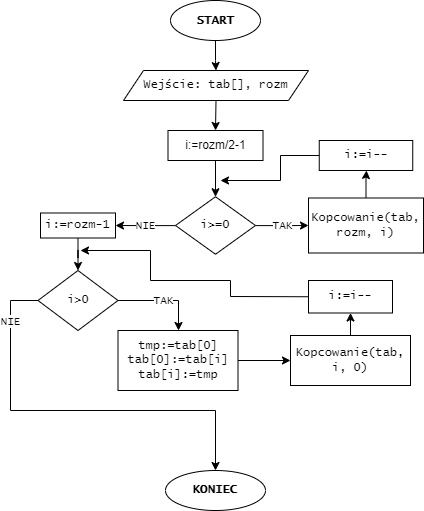 START
Wejście: tab[], rozm
i:=rozm/2-1
i:=i--
i>=0
NIE
TAK
Kopcowanie(tab,
rozm, i)
i:=rozm-1
i>0
NIE
TAK
i:=i--
tmp:=tab[0]
tab[0]:=tab[i]
tab[i]:=tmp
Kopcowanie(tab,
i, 0)
KONIEC